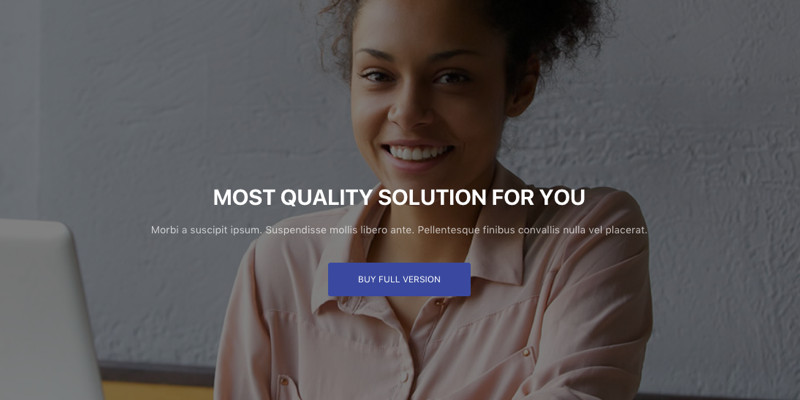 MOST QUALITY SOLUTION FOR YOU
Morbi a suscipit ipsum. Suspendisse mollis libero ante. Pellentesque finibus convallis nulla vel placerat.
BUY FULL VERSION